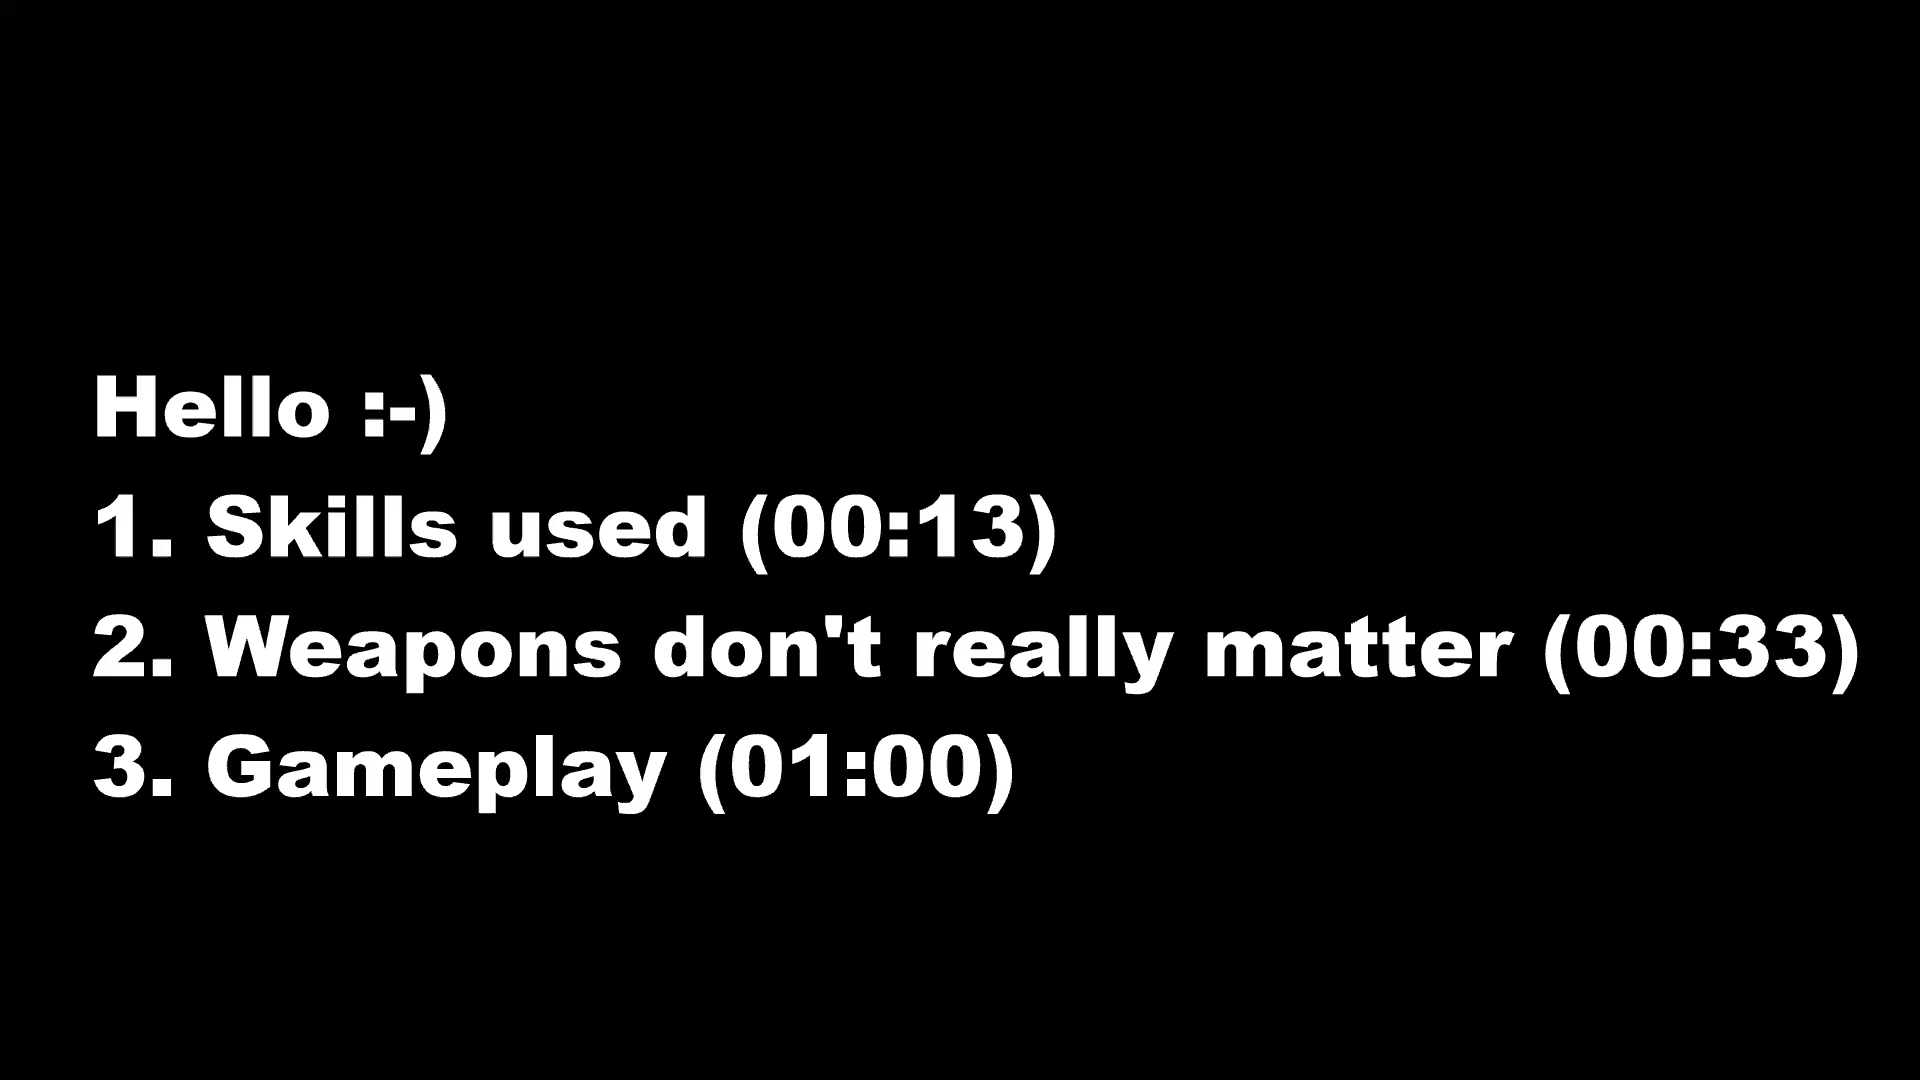 Hello :-)
1. Skills used (00:13)
2. Weapons don't really matter (00:33)
3. Gameplay (01:00)